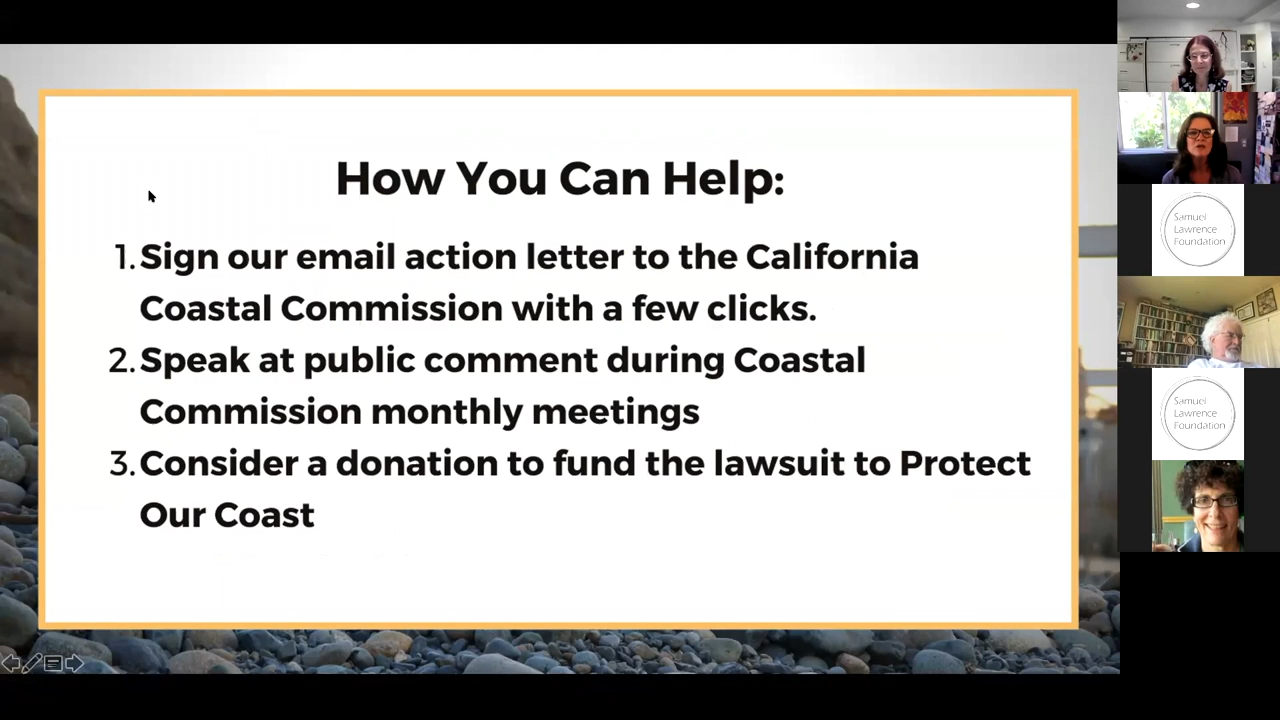 How You Can Help:
1. Sign our email action letter to the California
Coastal Commission with a few clicks.
2. Speak at public comment during Coastal
Commission monthly meetings
3. Consider a donation to fund the lawsuit to Protect
Our Coast
Samuel
Lawrence
Foundation
Samuel
Lawrence
Foundation